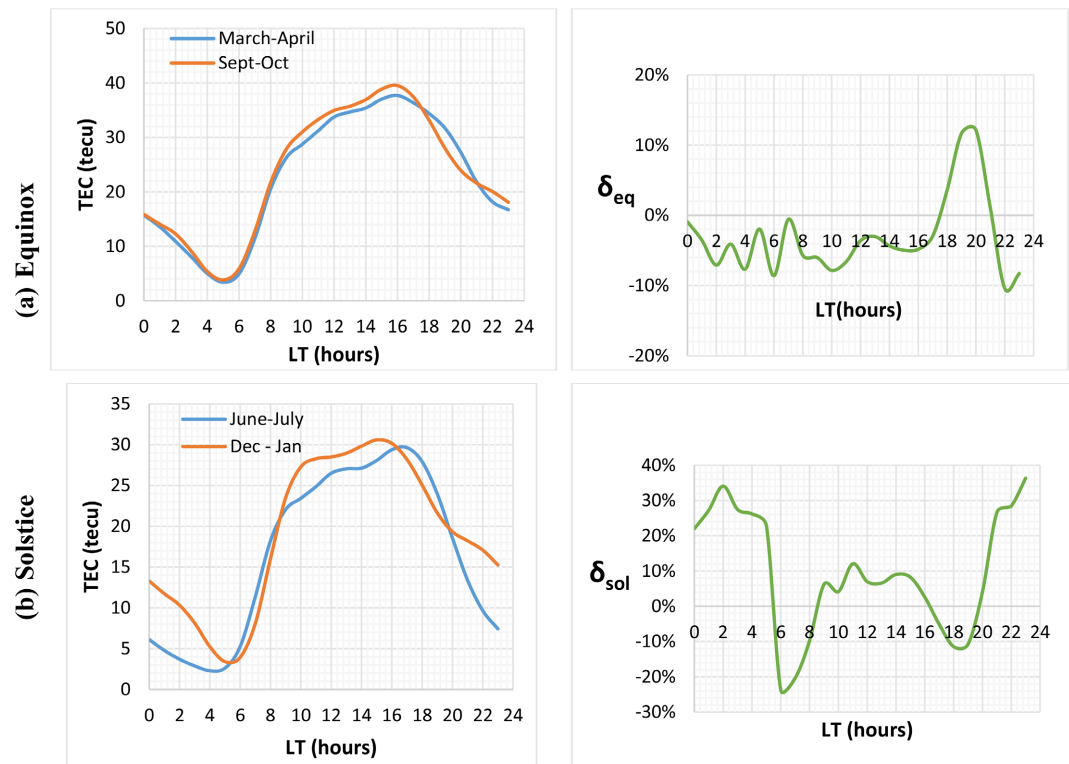 (a) Equinox
50
40
30
20
10
0
TEC (tecu)
March-April
Sept-Oct
0 2 4 6 8 10 12 14 16 18 20 22 24
LT (hours)
20%
10%
0%
-10%
-20%
δeq
0 2 4 6 8 10 12 14 16 18 20 22 24
LT(hours)
(b) Solstice
35
30
25
20
15
10
5
0
TEC (tecu)
June-July
Dec - Jan
0 2 4 6 8 10 12 14 16 18 20 22 24
LT (hours)
40%
30%
20%
10%
0%
-10%
-20%
-30%
δsol
0 2 4 6 8 10 12 14 16 18 20 22 24
LT (hours)